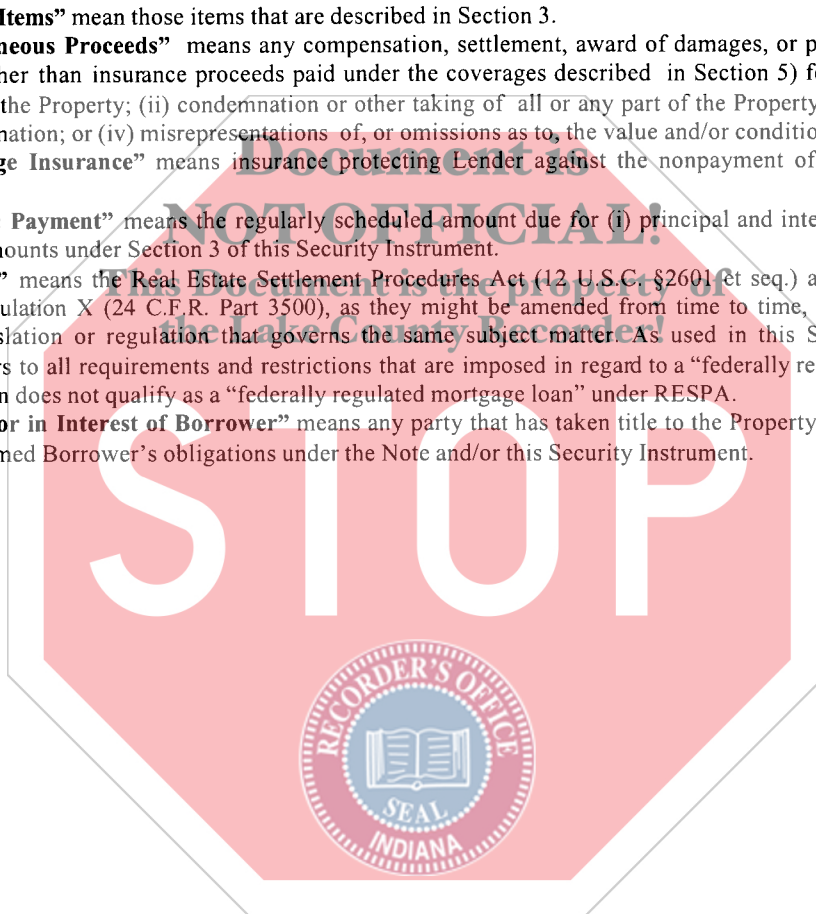 Items” mean those items that are described in Section 3.
neous Proceeds” means any compensation, settlement, award of damages, or p
her than insurance proceeds paid under the coverages described in Section 5) f
the Property; (ii) condemnation or other taking of all or any part of the Property
nation; or (iv) misrepresentations of, or omissions as to, the value and/or conditio
ge Insurance” means insurance protecting Lender against the nonpayment of
Payment” means the regularly scheduled amount due for (i) principal and inte
nounts under Section 3 of this Security Instrument.
” means the Real Estate Settlement Procedures Act (12 U.S.C. §2601 et seq.) a
ulation X (24 C.F.R. Part 3500), as they might be amended from time to time,
slation or regulation that governs the same subject matter. As used in this S
rs to all requirements and restrictions that are imposed in regard to a “federally re
n does not qualify as a “federally regulated mortgage loan” under RESPA.
or in Interest of Borrower” means any party that has taken title to the Property
med Borrower’s obligations under the Note and/or this Security Instrument.
Document is
NOT OFFICIAL!
This Document is the property of
the Lake County Recorder!
STOP
RECORDER'S OFFICE
SEAL
INDIANA